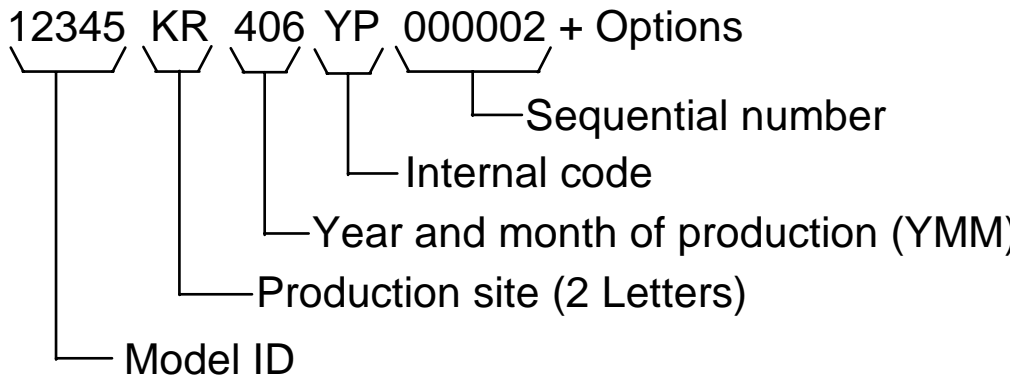 12345 KR 406 YP 000002 + Options
Sequential number
Internal code
Year and month of production (YMM)
Production site (2 Letters)
Model ID